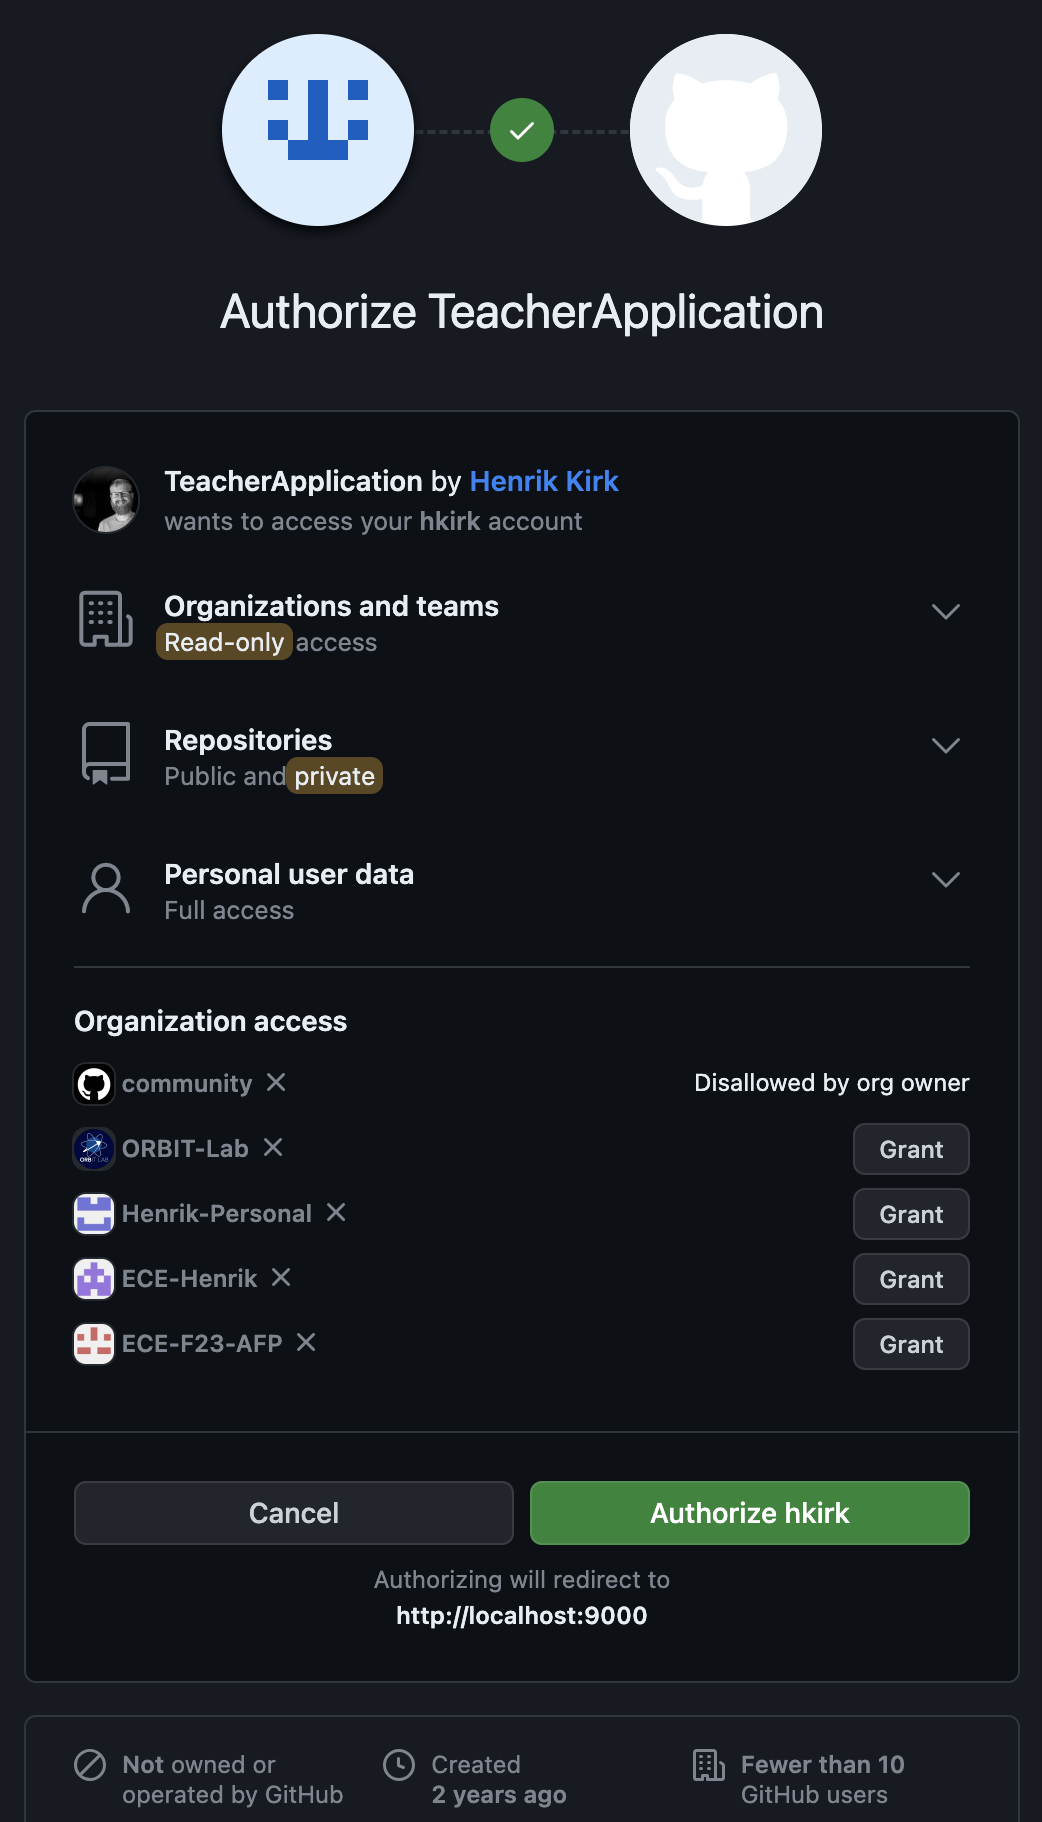 Authorize TeacherApplication
TeacherApplication by Henrik Kirk
wants to access your hkirk account
Organizations and teams
Read-only access
Repositories
Public and private
Personal user data
Full access
Organization access
community Disallowed by org owner
ORBIT-Lab Grant
Henrik-Personal Grant
ECE-Henrik Grant
ECE-F23-AFP Grant
Cancel Authorize hkirk
Authorizing will redirect to
http://localhost:9000
Not owned or
operated by GitHub
Created
2 years ago
Fewer than 10
GitHub users